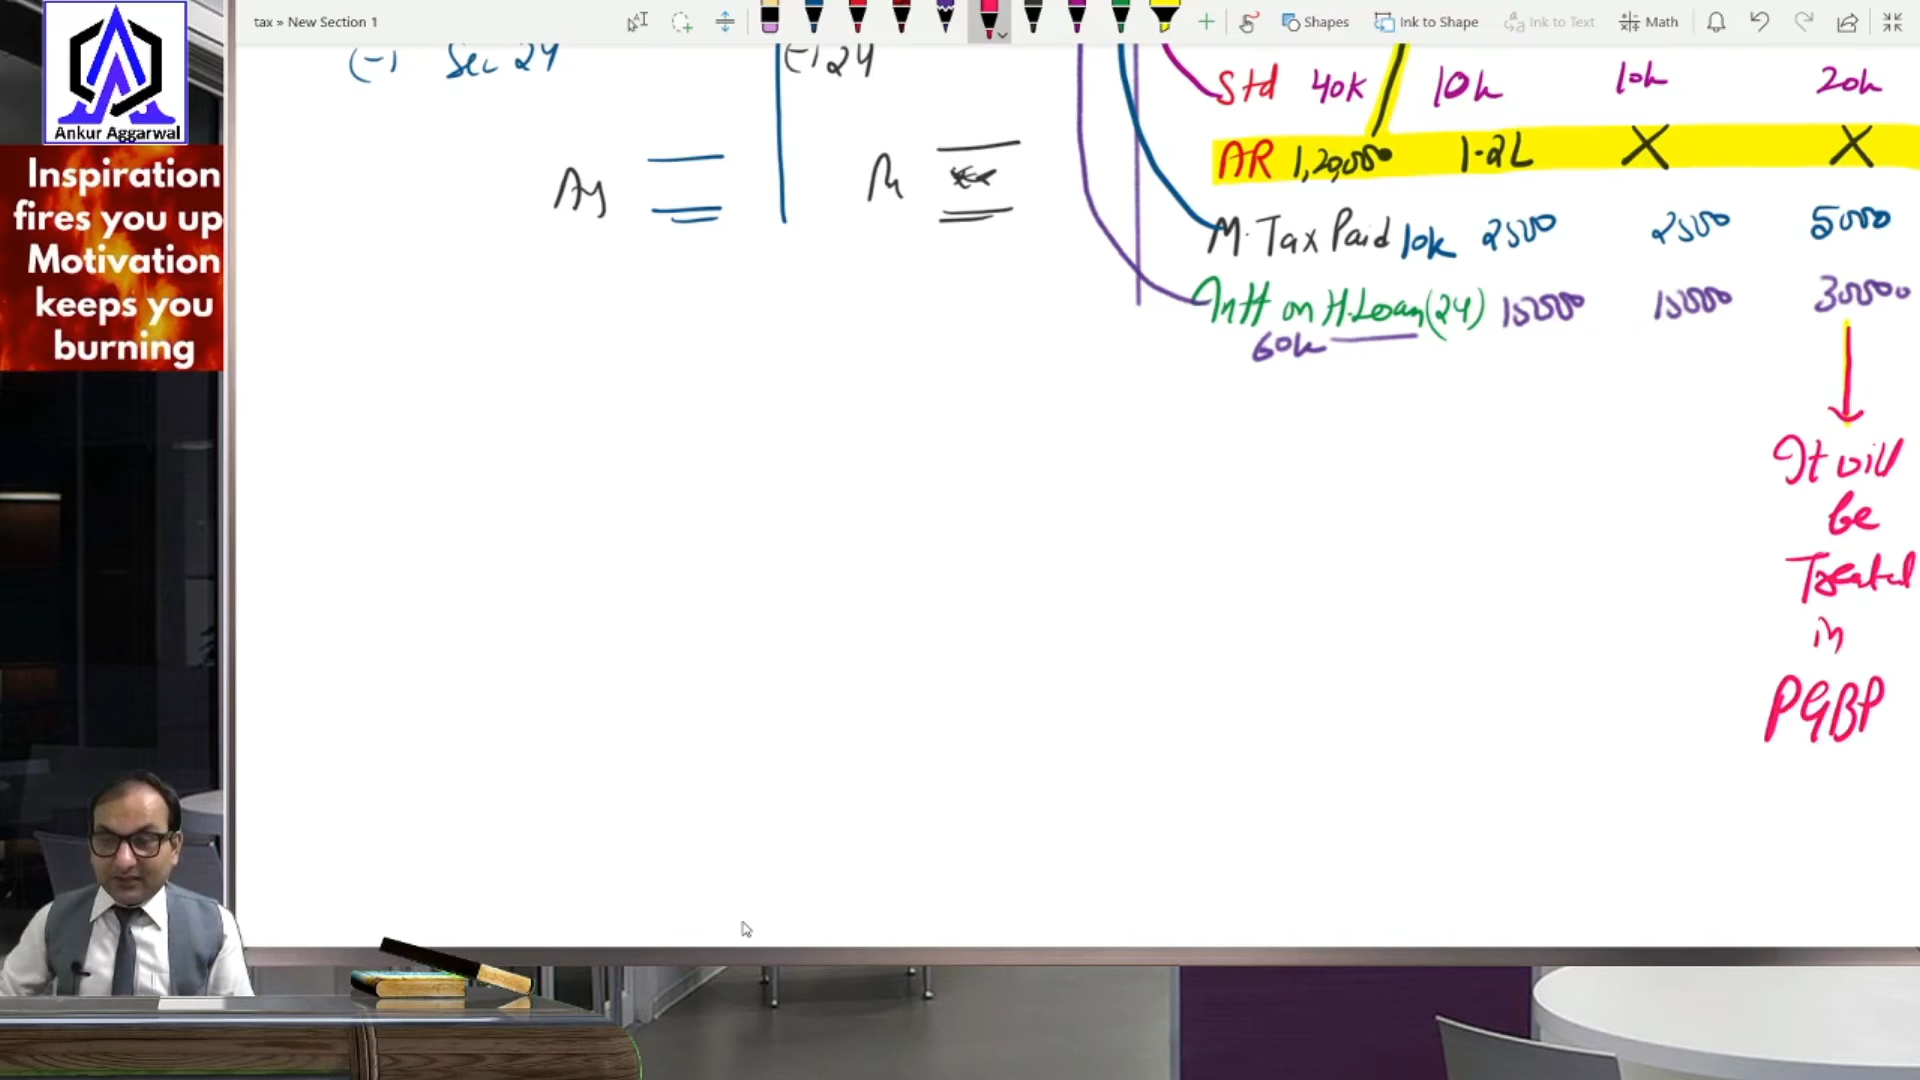 tax » New Section 1
Shapes
Ink to Shape
Ink to Text
Math
Ankur Aggarwal
Inspiration
fires you up
Motivation
keeps you
burning
(-) Sec 24
(-) 24
Std 40k 10k 10k 20k
AR 1,20,000 1.2L X X
M. Tax Paid 10k 2500 2500 5000
Intt on H.Loan (24) 15000 15000 30000
60k
It will
be
Treated
in
PGBP